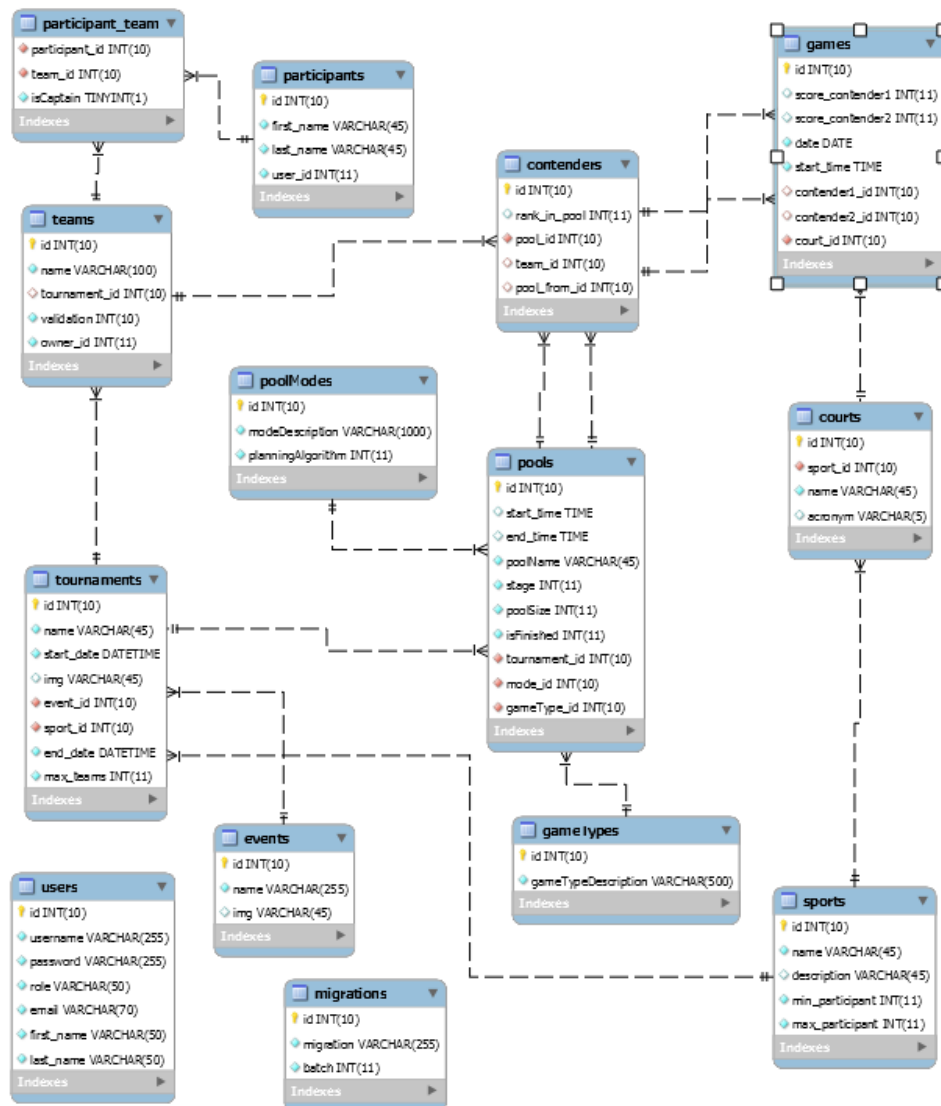 participant_team
participant_id INT(10)
team_id INT(10)
isCaptain TINYINT(1)
Indexes
participants
id INT(10)
first_name VARCHAR(45)
last_name VARCHAR(45)
user_id INT(11)
Indexes
games
id INT(10)
score_contender1 INT(11)
score_contender2 INT(11)
date DATE
start_time TIME
contender1_id INT(10)
contender2_id INT(10)
court_id INT(10)
Indexes
contenders
id INT(10)
rank_in_pool INT(11)
pool_id INT(10)
team_id INT(10)
pool_from_id INT(10)
Indexes
teams
id INT(10)
name VARCHAR(100)
tournament_id INT(10)
validation INT(10)
owner_id INT(11)
Indexes
poolModes
id INT(10)
modeDescription VARCHAR(1000)
planningAlgorithm INT(11)
Indexes
courts
id INT(10)
sport_id INT(10)
name VARCHAR(45)
acronym VARCHAR(5)
Indexes
pools
id INT(10)
start_time TIME
end_time TIME
poolName VARCHAR(45)
stage INT(11)
poolSize INT(11)
isFinished INT(11)
tournament_id INT(10)
mode_id INT(10)
gameType_id INT(10)
Indexes
tournaments
id INT(10)
name VARCHAR(45)
start_date DATETIME
img VARCHAR(45)
event_id INT(10)
sport_id INT(10)
end_date DATETIME
max_teams INT(11)
Indexes
events
id INT(10)
name VARCHAR(255)
img VARCHAR(45)
Indexes
gameTypes
id INT(10)
gameTypeDescription VARCHAR(500)
Indexes
users
id INT(10)
username VARCHAR(255)
password VARCHAR(255)
role VARCHAR(50)
email VARCHAR(70)
first_name VARCHAR(50)
last_name VARCHAR(50)
Indexes
migrations
id INT(10)
migration VARCHAR(255)
batch INT(11)
Indexes
sports
id INT(10)
name VARCHAR(45)
description VARCHAR(45)
min_participant INT(11)
max_participant INT(11)
Indexes